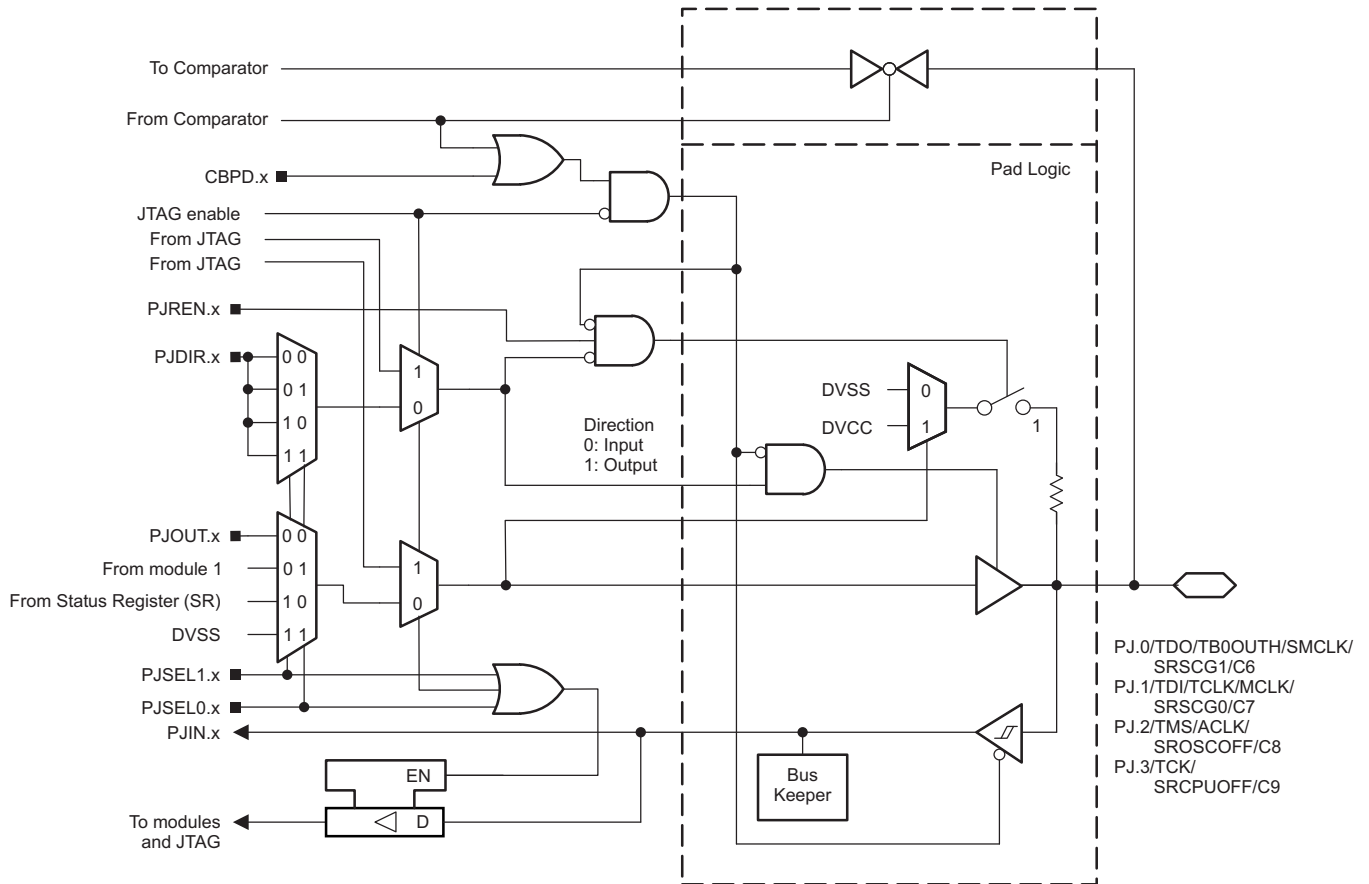 To Comparator
From Comparator
Pad Logic
CBPD.x
JTAG enable
From JTAG
From JTAG
PJREN.x
PJDIR.x
0 0
0 1
1 0
1 1
1
0
DVSS
DVCC
0
1
1
Direction
0: Input
1: Output
PJOUT.x
From module 1
From Status Register (SR)
DVSS
0 0
0 1
1 0
1 1
1
0
PJSEL1.x
PJSEL0.x
PJIN.x
EN
D
To modules
and JTAG
Bus
Keeper
PJ.0/TDO/TB0OUTH/SMCLK/
SRSCG1/C6
PJ.1/TDI/TCLK/MCLK/
SRSCG0/C7
PJ.2/TMS/ACLK/
SROSCOFF/C8
PJ.3/TCK/
SRCPUOFF/C9